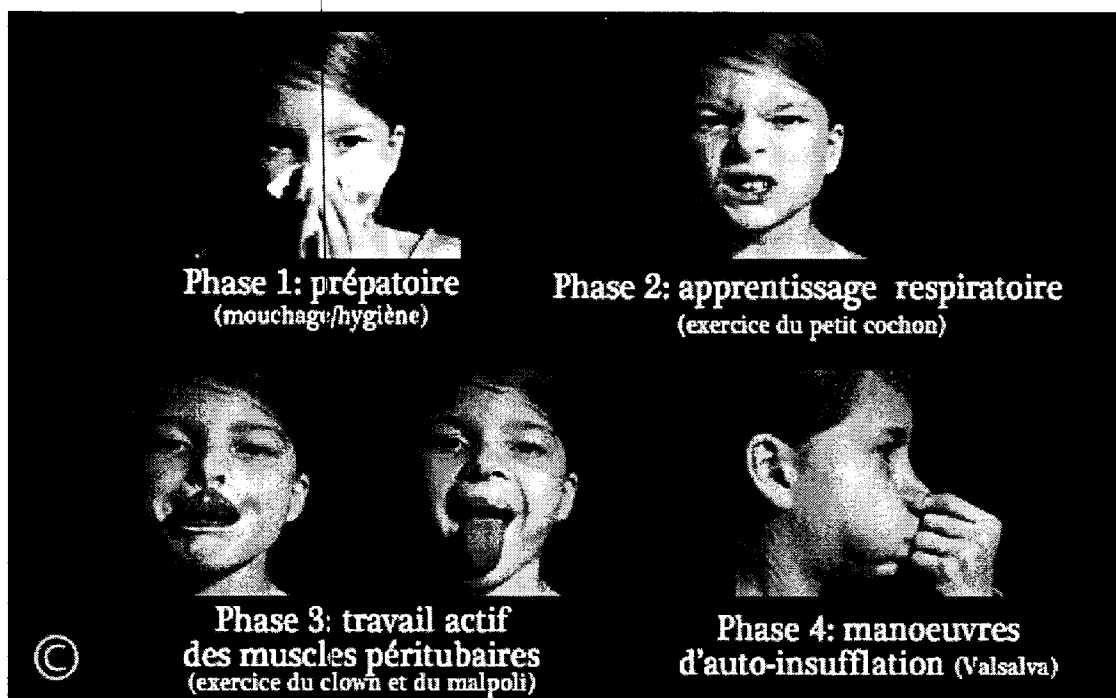 Phase 1: prépatoire
(mouchage/hygiène)
Phase 2: apprentissage respiratoire
(exercice du petit cochon)
Phase 3: travail actif
des muscles péritubaires
(exercice du clown et du malpoli)
Phase 4: manoeuvres
d'auto-insufflation (Valsalva)
©